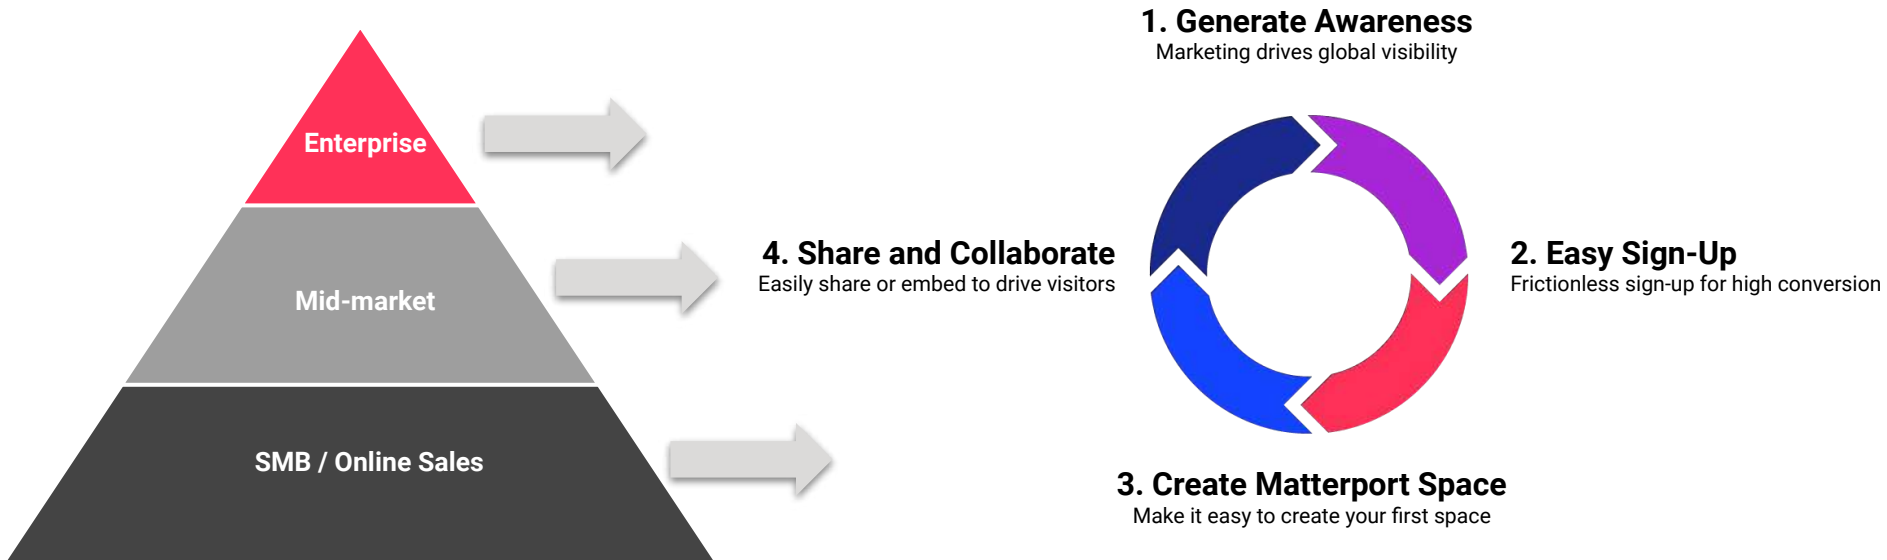 Enterprise
Mid-market
SMB / Online Sales
1. Generate Awareness
Marketing drives global visibility
2. Easy Sign-Up
Frictionless sign-up for high conversion
3. Create Matterport Space
Make it easy to create your first space
4. Share and Collaborate
Easily share or embed to drive visitors